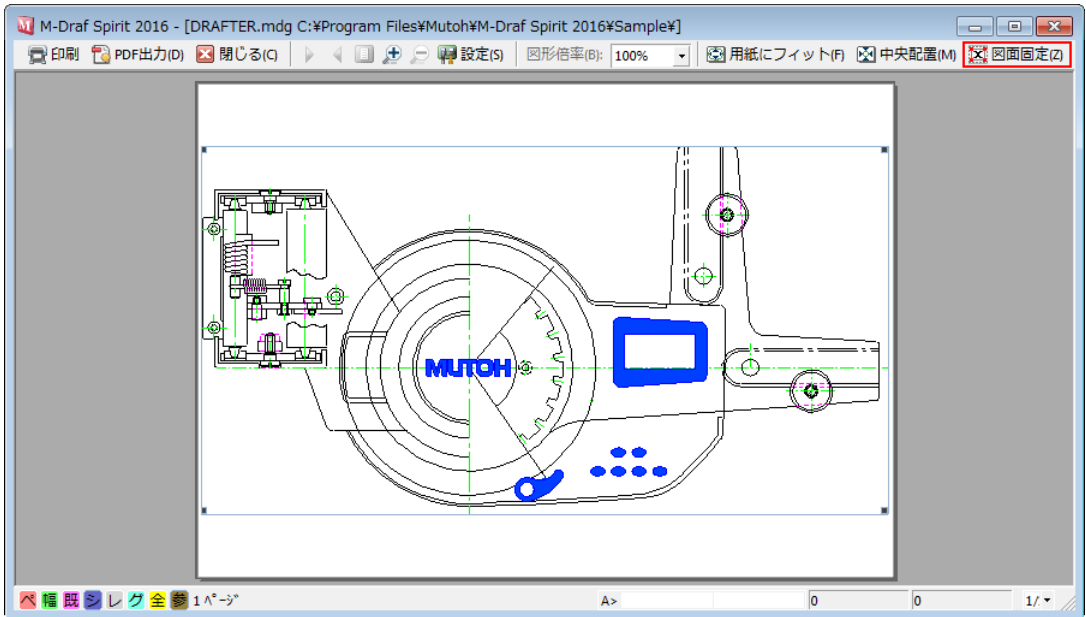 M-Draf Spirit 2016 - [DRAFTER.mdg C:¥Program Files¥Mutoh¥M-Draf Spirit 2016¥Sample¥]
印刷 PDF出力(D) 閉じる(C) 設定(S) 図形倍率(B): 100% 用紙にフィット(F) 中央配置(M) 図面固定(Z)
MUTOH
ペ 幅 既 シ レ グ 全 参 1 ﾍﾟｰｼﾞ A> 0 0 1/